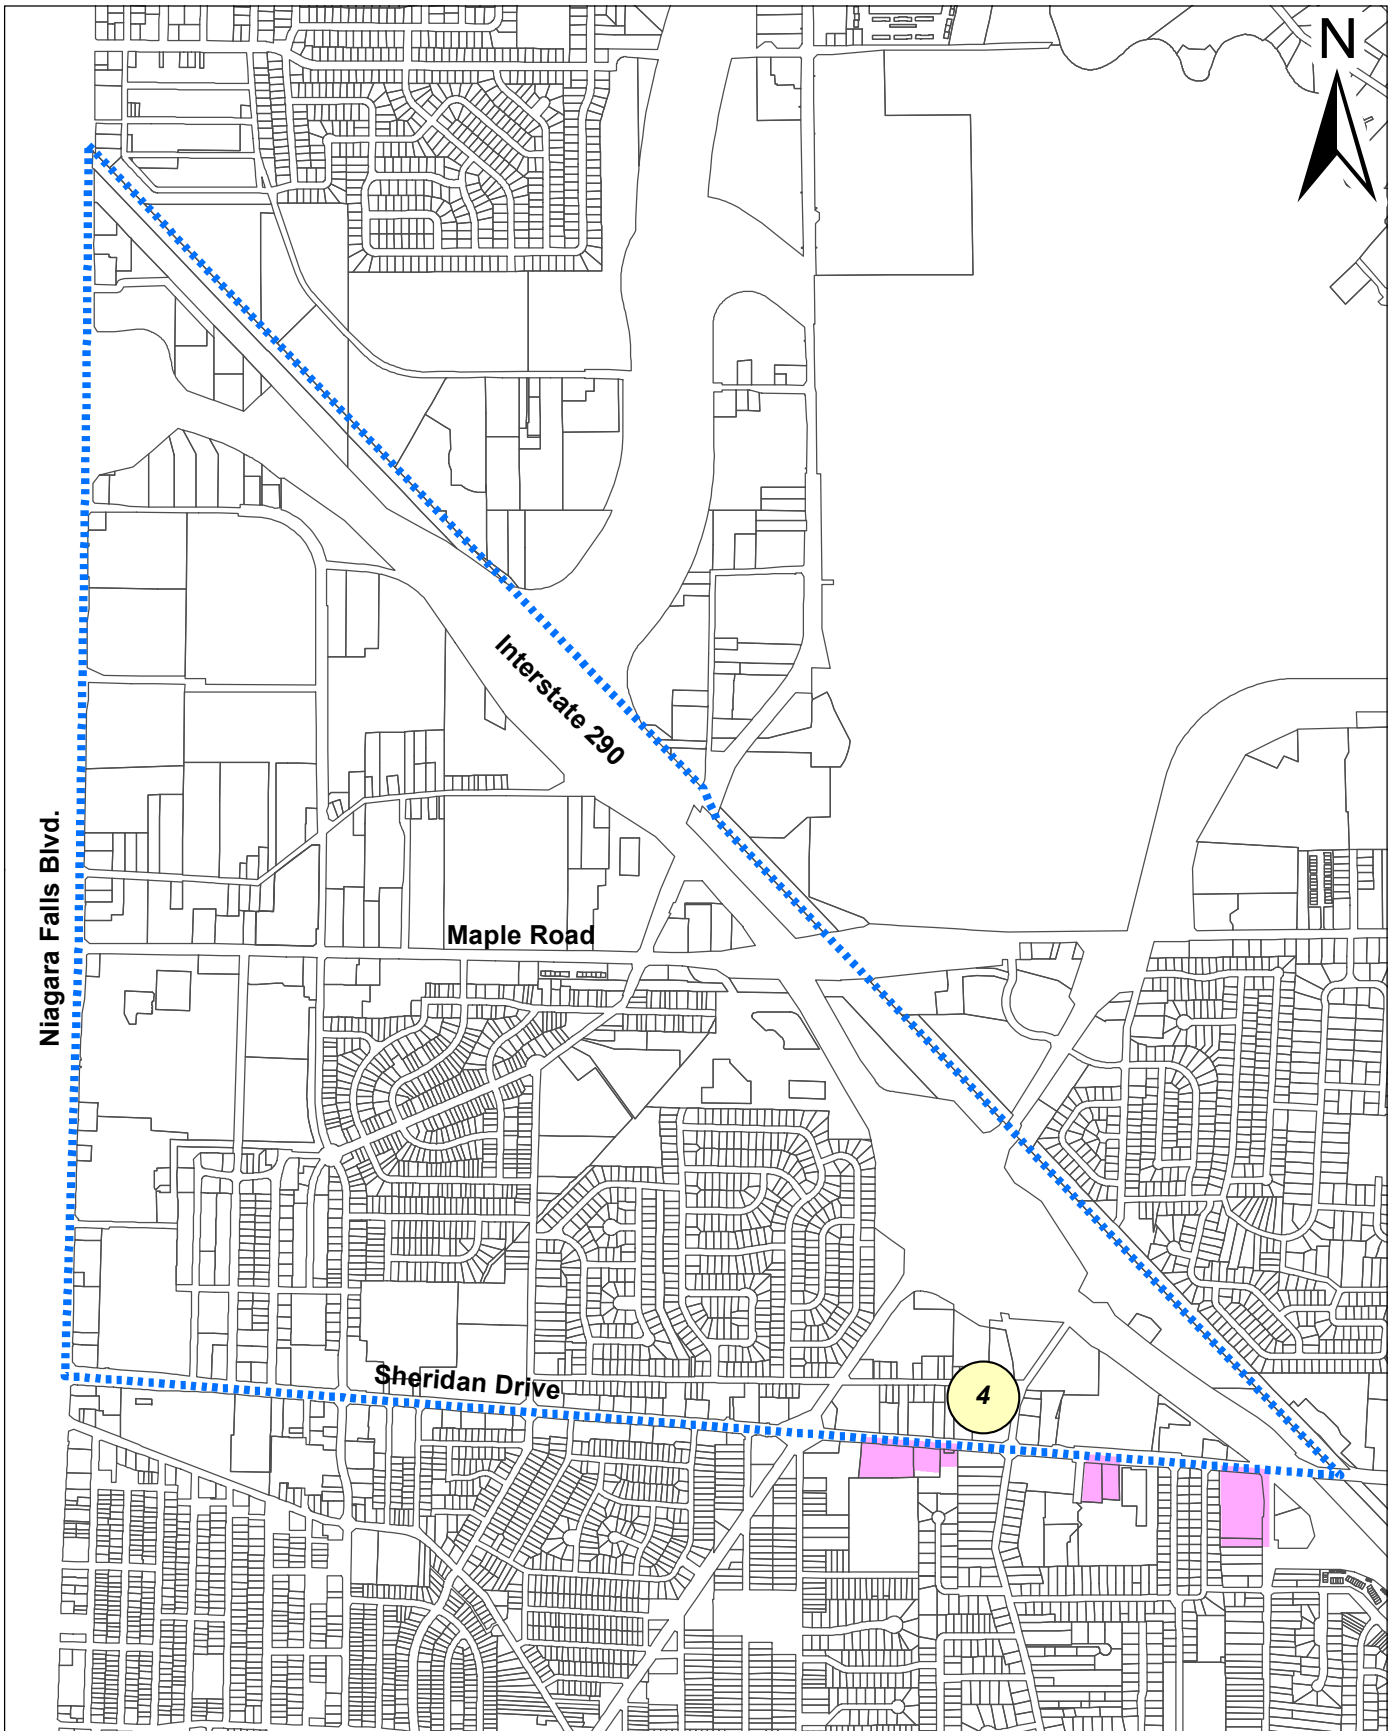 N
Interstate 290
Niagara Falls Blvd.
Maple Road
Sheridan Drive
4